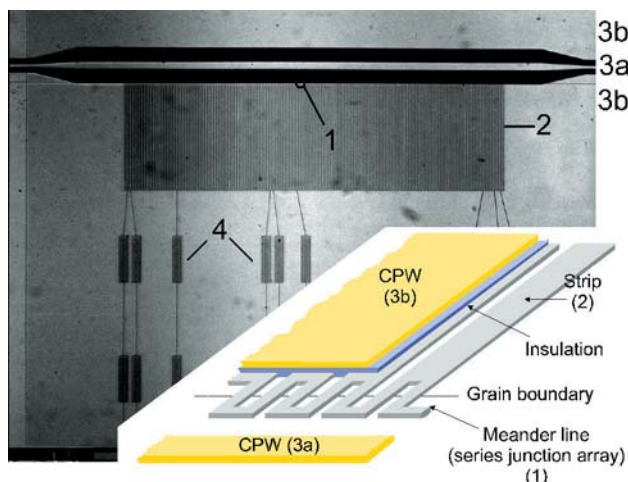 3b
3a
3b
1
2
4
CPW
(3b)
Strip
(2)
Insulation
Grain boundary
Meander line
(series junction array)
(1)
CPW (3a)